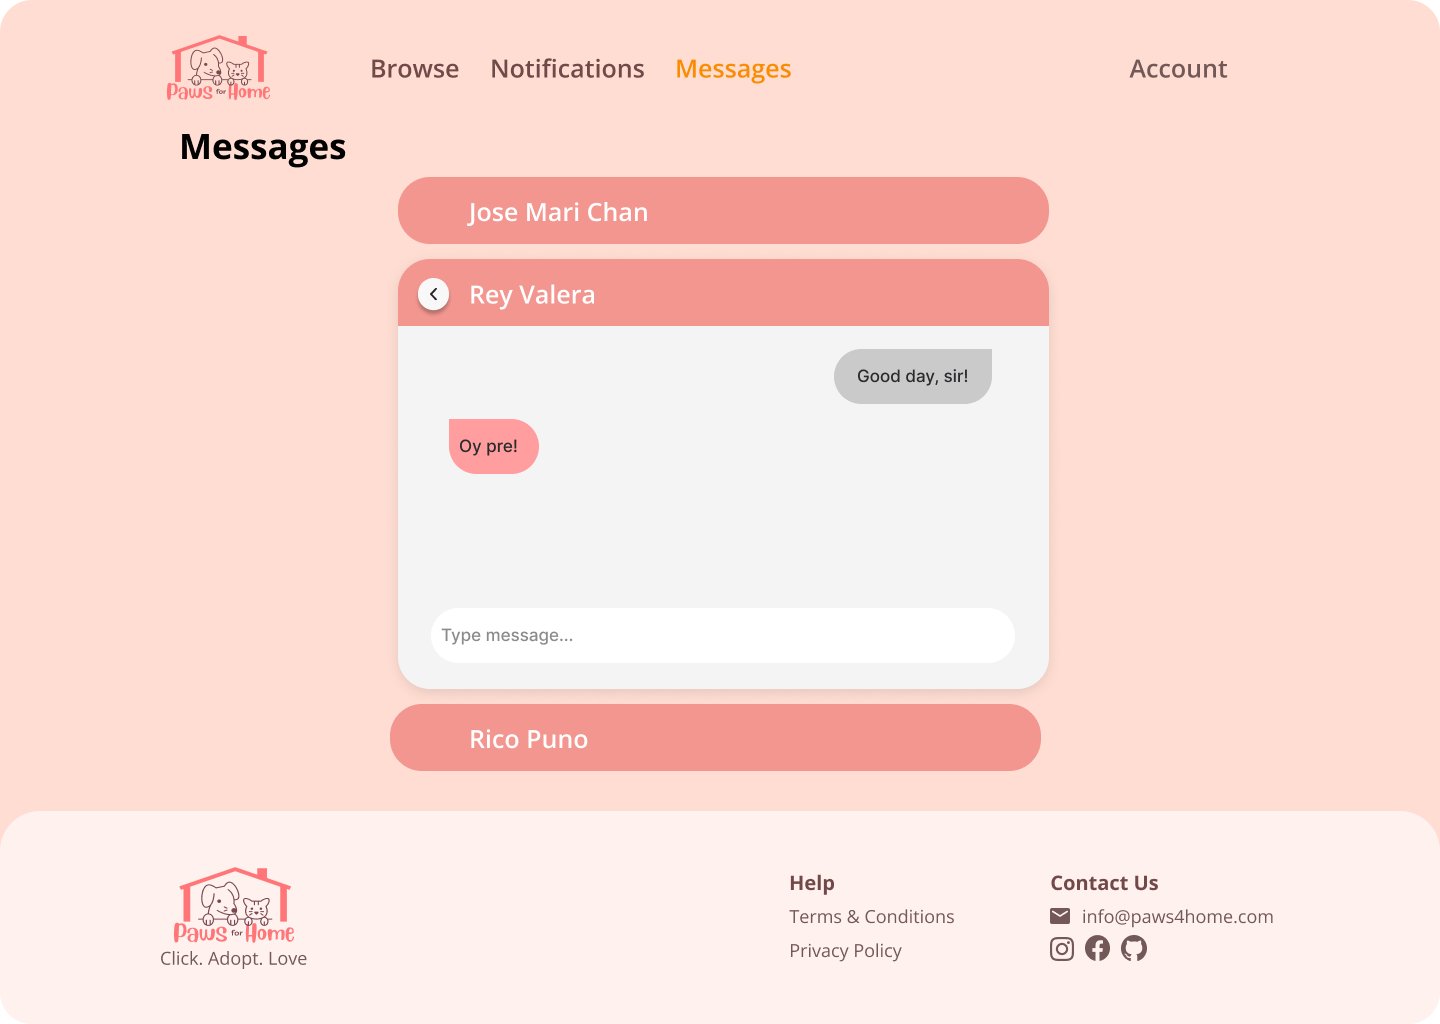 Paws for Home
Browse Notifications Messages Account
Messages
Jose Mari Chan
Rey Valera
Good day, sir!
Oy pre!
Type message...
Rico Puno
Paws for Home
Click. Adopt. Love
Help
Terms & Conditions
Privacy Policy
Contact Us
info@paws4home.com